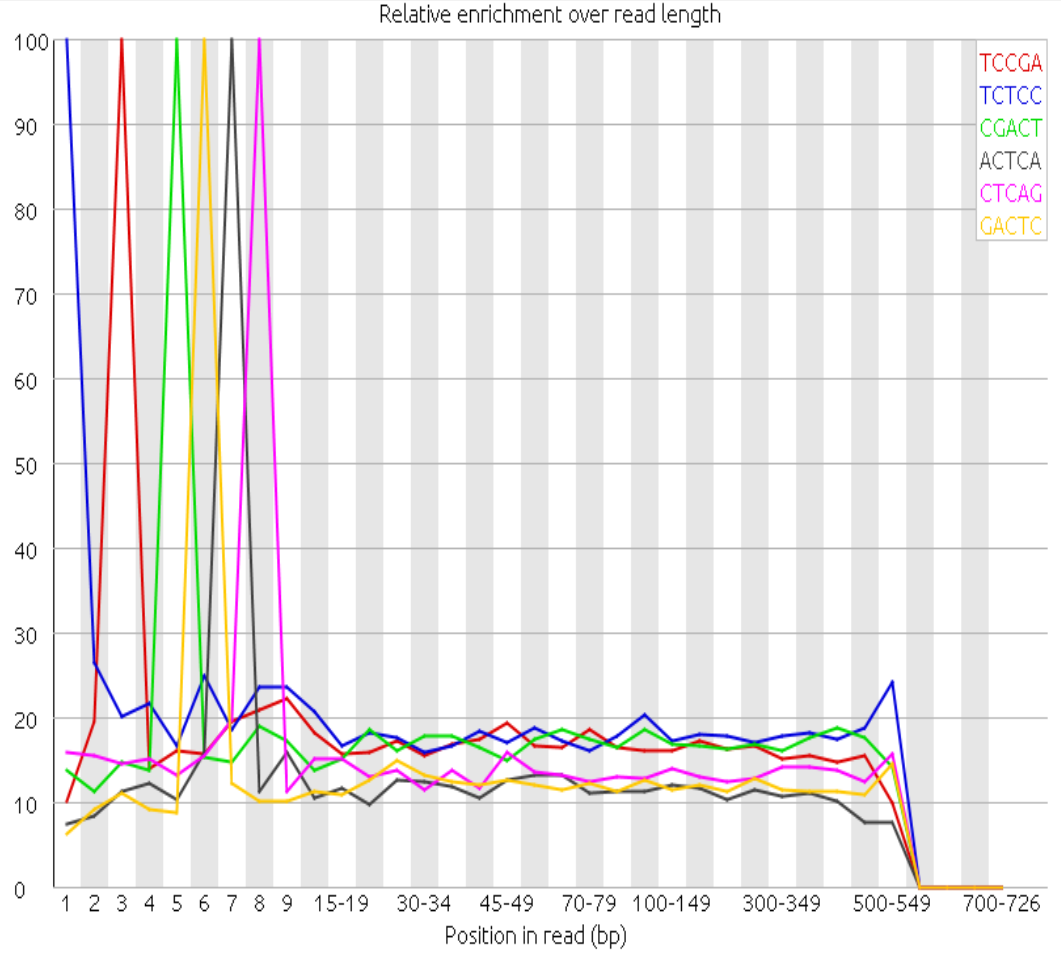 Relative enrichment over read length
100
90
80
70
60
50
40
30
20
10
0
TCCGA
TCTCC
CGACT
ACTCA
CTCAG
GACTC
1 2 3 4 5 6 7 8 9 15-19 30-34 45-49 70-79 100-149 300-349 500-549 700-726
Position in read (bp)